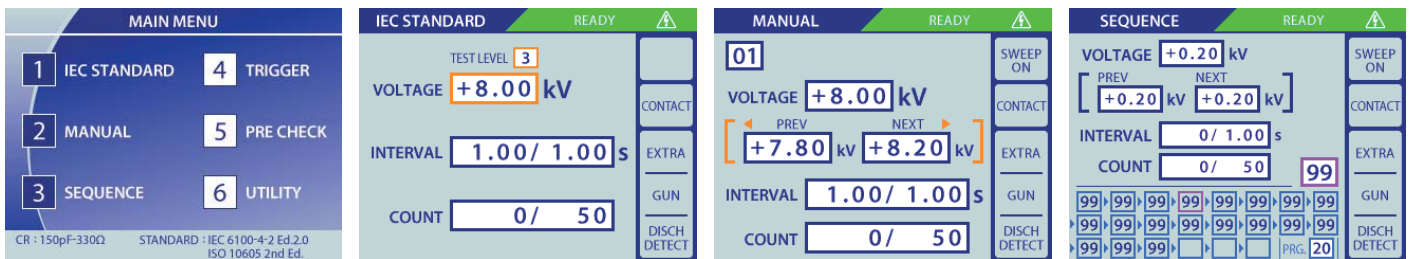 MAIN MENU
1 IEC STANDARD 4 TRIGGER
2 MANUAL 5 PRE CHECK
3 SEQUENCE 6 UTILITY
CR : 150pF-330Ω STANDARD : IEC 6100-4-2 Ed.2.0
ISO 10605 2nd Ed.
IEC STANDARD READY
TEST LEVEL 3
VOLTAGE +8.00 kV
INTERVAL 1.00/ 1.00 s
COUNT 0/ 50
CONTACT
EXTRA
GUN
DISCH
DETECT
MANUAL READY
01
VOLTAGE +8.00 kV
PREV NEXT
+7.80 kV +8.20 kV
INTERVAL 1.00/ 1.00 s
COUNT 0/ 50
SWEEP
ON
CONTACT
EXTRA
GUN
DISCH
DETECT
SEQUENCE READY
VOLTAGE +0.20 kV
PREV NEXT
+0.20 kV +0.20 kV
INTERVAL 0/ 1.00 s
COUNT 0/ 50
99
99 99 99 99 99 99 99 99
99 99 99 99 99 99 99 99
99 99 99 PRG. 20
SWEEP
ON
CONTACT
EXTRA
GUN
DISCH
DETECT